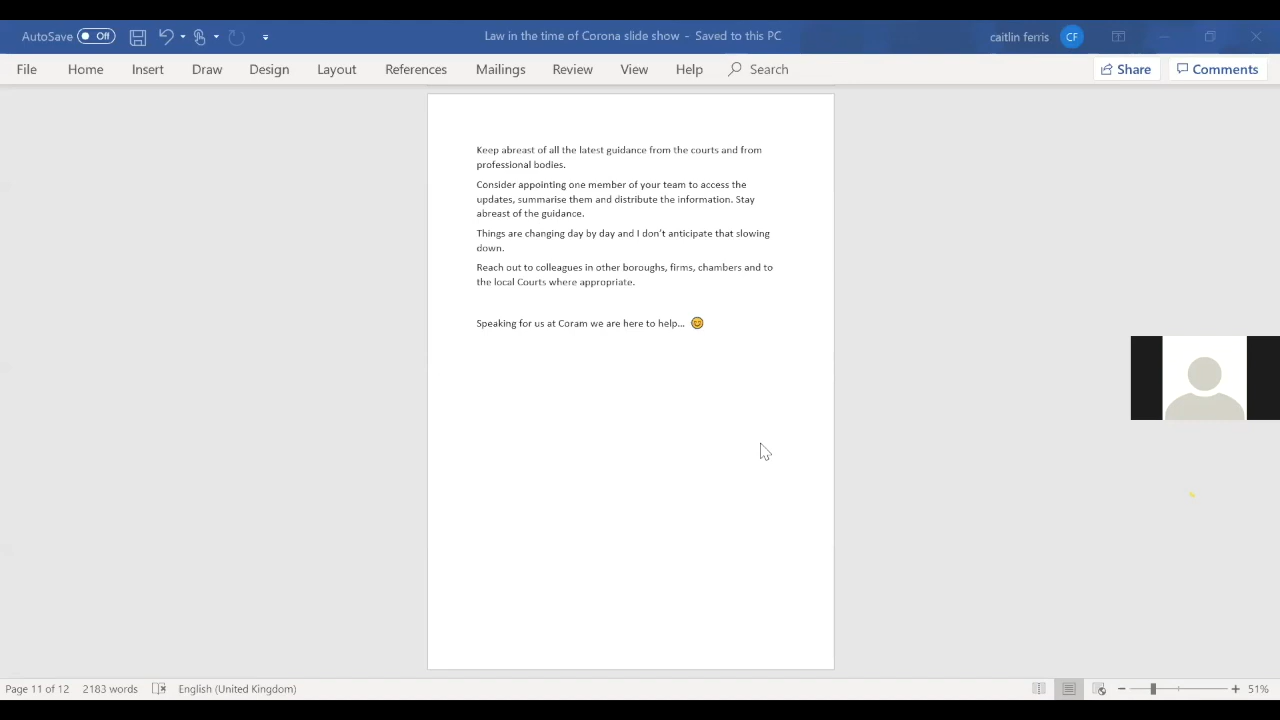 AutoSave Off Law in the time of Corona slide show - Saved to this PC caitlin ferris CF
File Home Insert Draw Design Layout References Mailings Review View Help Search Share Comments
Keep abreast of all the latest guidance from the courts and from
professional bodies.
Consider appointing one member of your team to access the
updates, summarise them and distribute the information. Stay
abreast of the guidance.
Things are changing day by day and I don’t anticipate that slowing
down.
Reach out to colleagues in other boroughs, firms, chambers and to
the local Courts where appropriate.
Speaking for us at Coram we are here to help... 😊
Page 11 of 12 2183 words English (United Kingdom) 51%